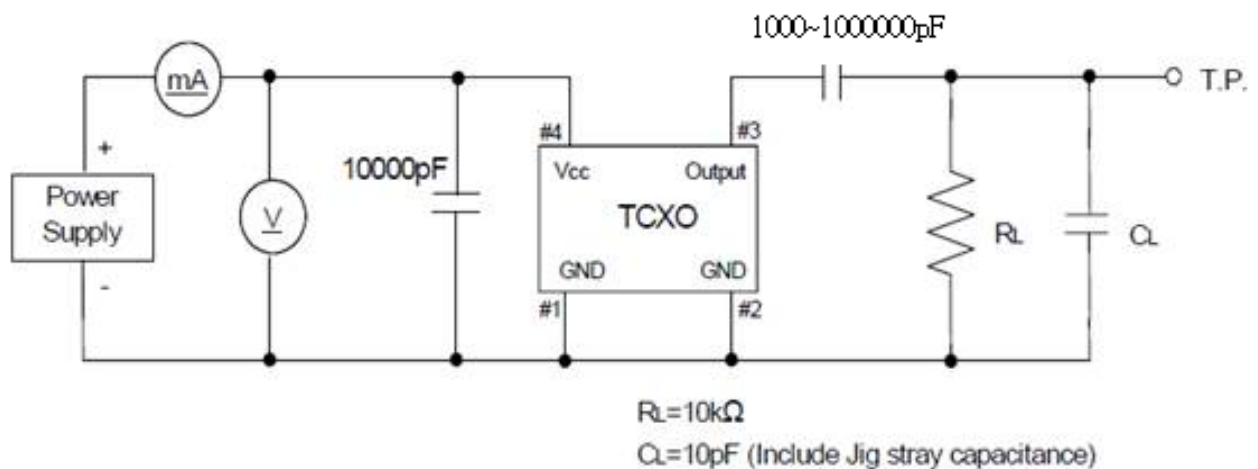 1000~1000000pF
mA
T.P.
#4
#3
+
10000pF
Vcc
Output
Power
Supply
V
TCXO
RL
CL
GND
GND
-
#1
#2
RL=10kΩ
CL=10pF (Include Jig stray capacitance)